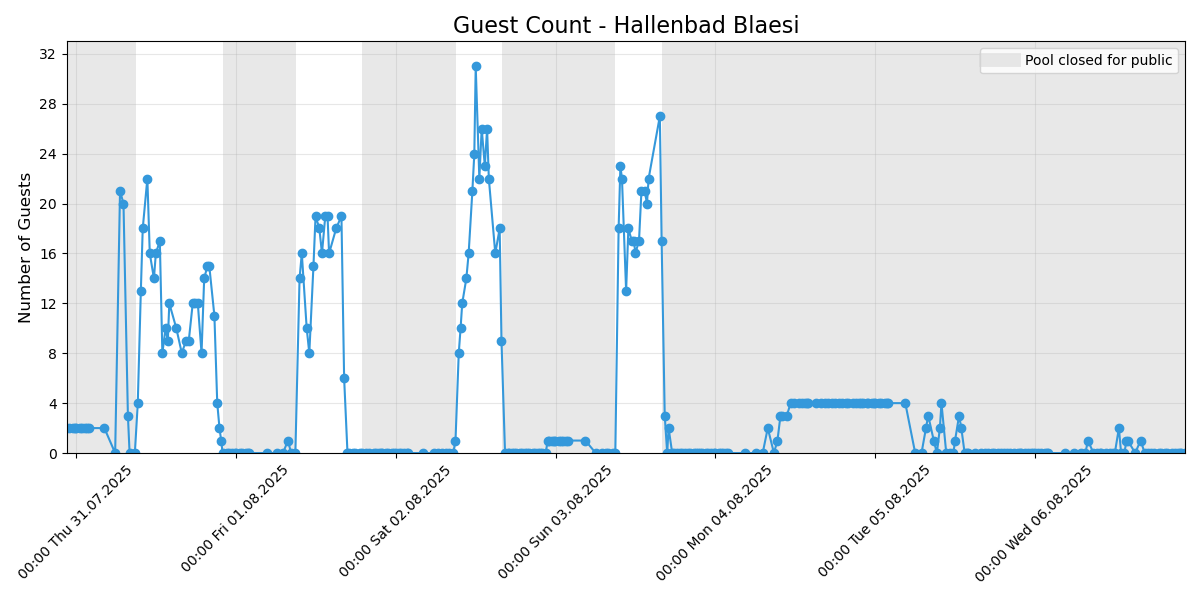 Guest Count - Hallenbad Blaesi
Number of Guests
32
28
24
20
16
12
8
4
0
Pool closed for public
00:00 Thu 31.07.2025
00:00 Fri 01.08.2025
00:00 Sat 02.08.2025
00:00 Sun 03.08.2025
00:00 Mon 04.08.2025
00:00 Tue 05.08.2025
00:00 Wed 06.08.2025